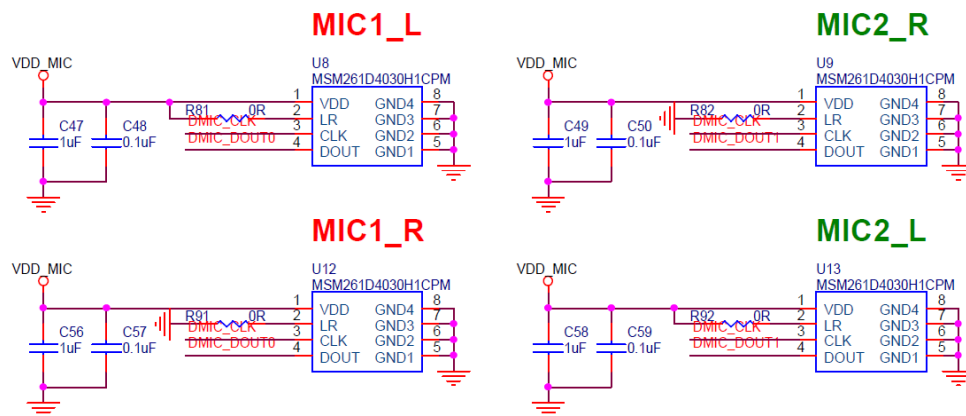 MIC1_L
VDD_MIC
U8
MSM261D4030H1CPM
R81 0R
DMIC_CLK
DMIC_DOUT0
1 VDD GND4 8
2 LR GND3 7
3 CLK GND2 6
4 DOUT GND1 5
C47
1uF
C48
0.1uF
MIC2_R
VDD_MIC
U9
MSM261D4030H1CPM
R82 0R
DMIC_CLK
DMIC_DOUT1
1 VDD GND4 8
2 LR GND3 7
3 CLK GND2 6
4 DOUT GND1 5
C49
1uF
C50
0.1uF
MIC1_R
VDD_MIC
U12
MSM261D4030H1CPM
R91 0R
DMIC_CLK
DMIC_DOUT0
1 VDD GND4 8
2 LR GND3 7
3 CLK GND2 6
4 DOUT GND1 5
C56
1uF
C57
0.1uF
MIC2_L
VDD_MIC
U13
MSM261D4030H1CPM
R92 0R
DMIC_CLK
DMIC_DOUT1
1 VDD GND4 8
2 LR GND3 7
3 CLK GND2 6
4 DOUT GND1 5
C58
1uF
C59
0.1uF